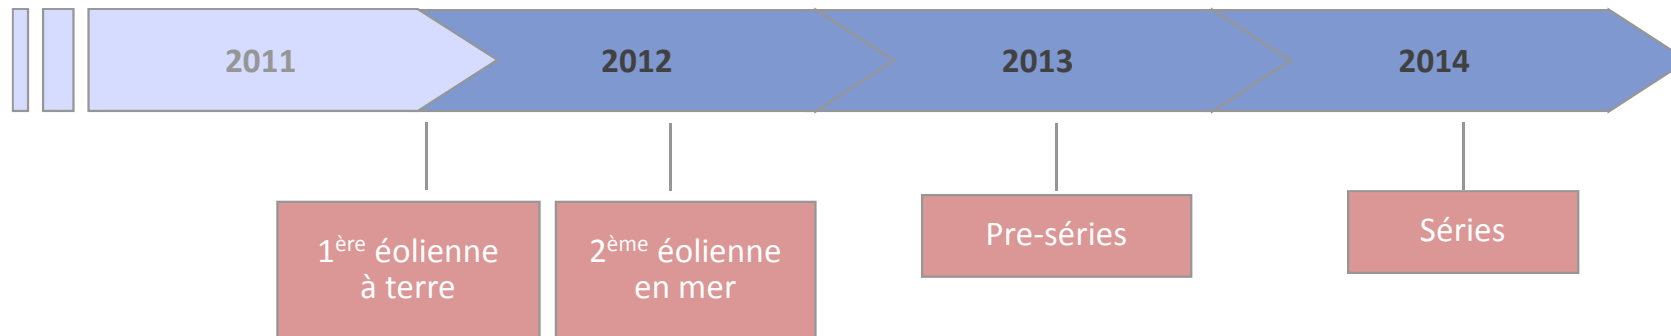 2011 2012 2013 2014
1ère éolienne
à terre
2ème éolienne
en mer
Pre-séries
Séries